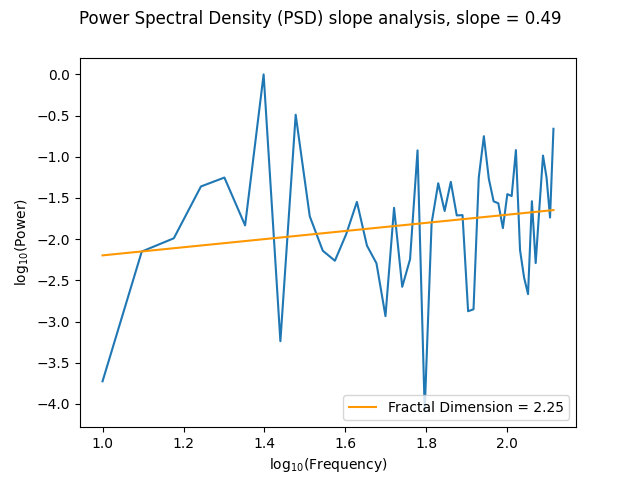 Power Spectral Density (PSD) slope analysis, slope = 0.49
log₁₀(Power)
0.0
−0.5
−1.0
−1.5
−2.0
−2.5
−3.0
−3.5
−4.0
Fractal Dimension = 2.25
1.0 1.2 1.4 1.6 1.8 2.0
log₁₀(Frequency)